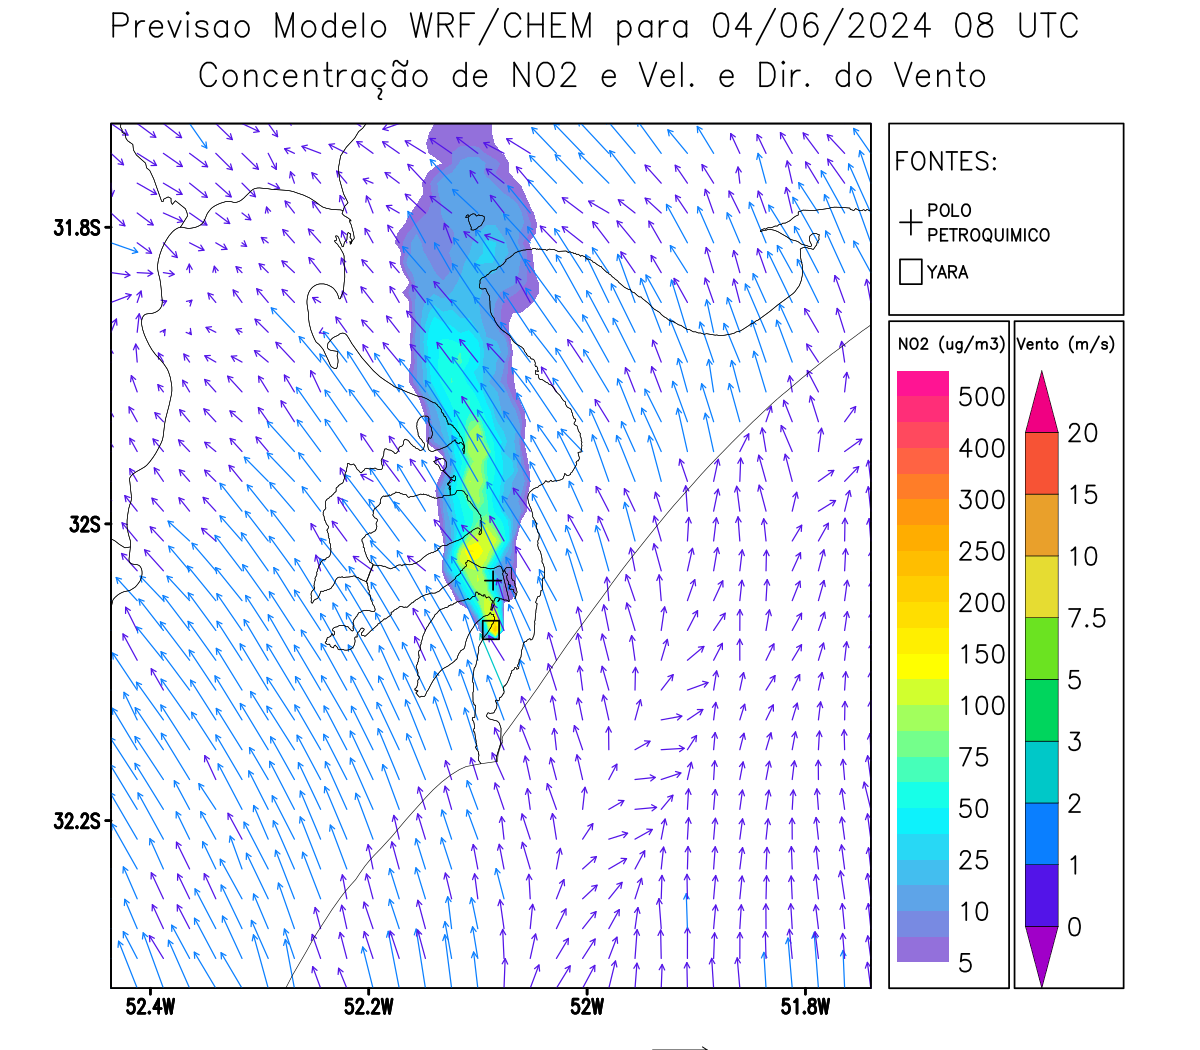 Previsao Modelo WRF/CHEM para 04/06/2024 08 UTC
Concentração de NO2 e Vel. e Dir. do Vento
FONTES:
POLO
PETROQUIMICO
YARA
NO2 (ug/m3)
500
400
300
250
200
150
100
75
50
25
10
5
Vento (m/s)
20
15
10
7.5
5
3
2
1
0
31.8S
32S
32.2S
52.4W
52.2W
52W
51.8W